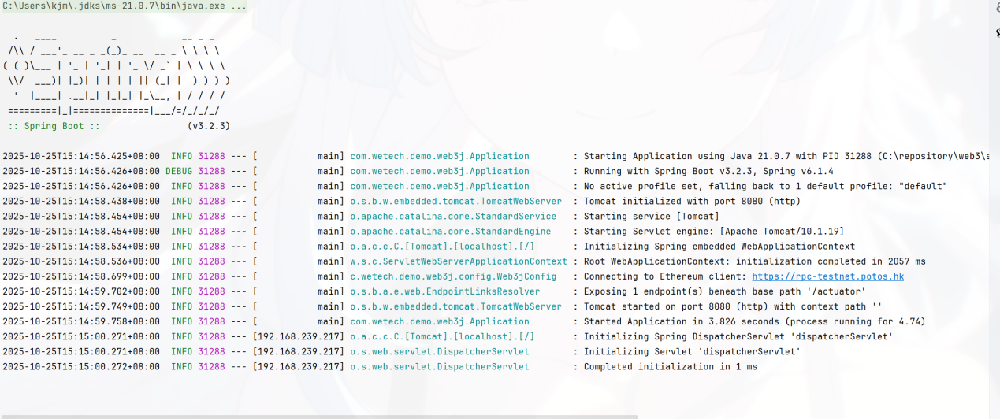 C:\Users\kjm\.jdks\ms-21.0.7\bin\java.exe ...
  .   ____          _            __ _ _
 /\\ / ___'_ __ _ _(_)_ __  __ _ \ \ \ \
( ( )\___ | '_ | '_| | '_ \/ _` | \ \ \ \
 \\/  ___)| |_)| | | | | || (_| |  ) ) ) )
  '  |____| .__|_| |_|_| |_\__, | / / / /
 =========|_|==============|___/=/_/_/_/
 :: Spring Boot ::                (v3.2.3)
2025-10-25T15:14:56.425+08:00  INFO 31288 --- [           main] com.wetech.demo.web3j.Application        : Starting Application using Java 21.0.7 with PID 31288 (C:\repository\web3\s
2025-10-25T15:14:56.426+08:00 DEBUG 31288 --- [           main] com.wetech.demo.web3j.Application        : Running with Spring Boot v3.2.3, Spring v6.1.4
2025-10-25T15:14:56.426+08:00  INFO 31288 --- [           main] com.wetech.demo.web3j.Application        : No active profile set, falling back to 1 default profile: "default"
2025-10-25T15:14:58.438+08:00  INFO 31288 --- [           main] o.s.b.w.embedded.tomcat.TomcatWebServer  : Tomcat initialized with port 8080 (http)
2025-10-25T15:14:58.454+08:00  INFO 31288 --- [           main] o.apache.catalina.core.StandardService   : Starting service [Tomcat]
2025-10-25T15:14:58.454+08:00  INFO 31288 --- [           main] o.apache.catalina.core.StandardEngine    : Starting Servlet engine: [Apache Tomcat/10.1.19]
2025-10-25T15:14:58.534+08:00  INFO 31288 --- [           main] o.a.c.c.C.[Tomcat].[localhost].[/]       : Initializing Spring embedded WebApplicationContext
2025-10-25T15:14:58.536+08:00  INFO 31288 --- [           main] w.s.c.ServletWebServerApplicationContext : Root WebApplicationContext: initialization completed in 2057 ms
2025-10-25T15:14:58.699+08:00  INFO 31288 --- [           main] c.wetech.demo.web3j.config.Web3jConfig   : Connecting to Ethereum client: https://rpc-testnet.potos.hk
2025-10-25T15:14:59.702+08:00  INFO 31288 --- [           main] o.s.b.a.e.web.EndpointLinksResolver      : Exposing 1 endpoint(s) beneath base path '/actuator'
2025-10-25T15:14:59.749+08:00  INFO 31288 --- [           main] o.s.b.w.embedded.tomcat.TomcatWebServer  : Tomcat started on port 8080 (http) with context path ''
2025-10-25T15:14:59.758+08:00  INFO 31288 --- [           main] com.wetech.demo.web3j.Application        : Started Application in 3.826 seconds (process running for 4.74)
2025-10-25T15:15:00.271+08:00  INFO 31288 --- [192.168.239.217] o.a.c.c.C.[Tomcat].[localhost].[/]       : Initializing Spring DispatcherServlet 'dispatcherServlet'
2025-10-25T15:15:00.271+08:00  INFO 31288 --- [192.168.239.217] o.s.web.servlet.DispatcherServlet        : Initializing Servlet 'dispatcherServlet'
2025-10-25T15:15:00.272+08:00  INFO 31288 --- [192.168.239.217] o.s.web.servlet.DispatcherServlet        : Completed initialization in 1 ms